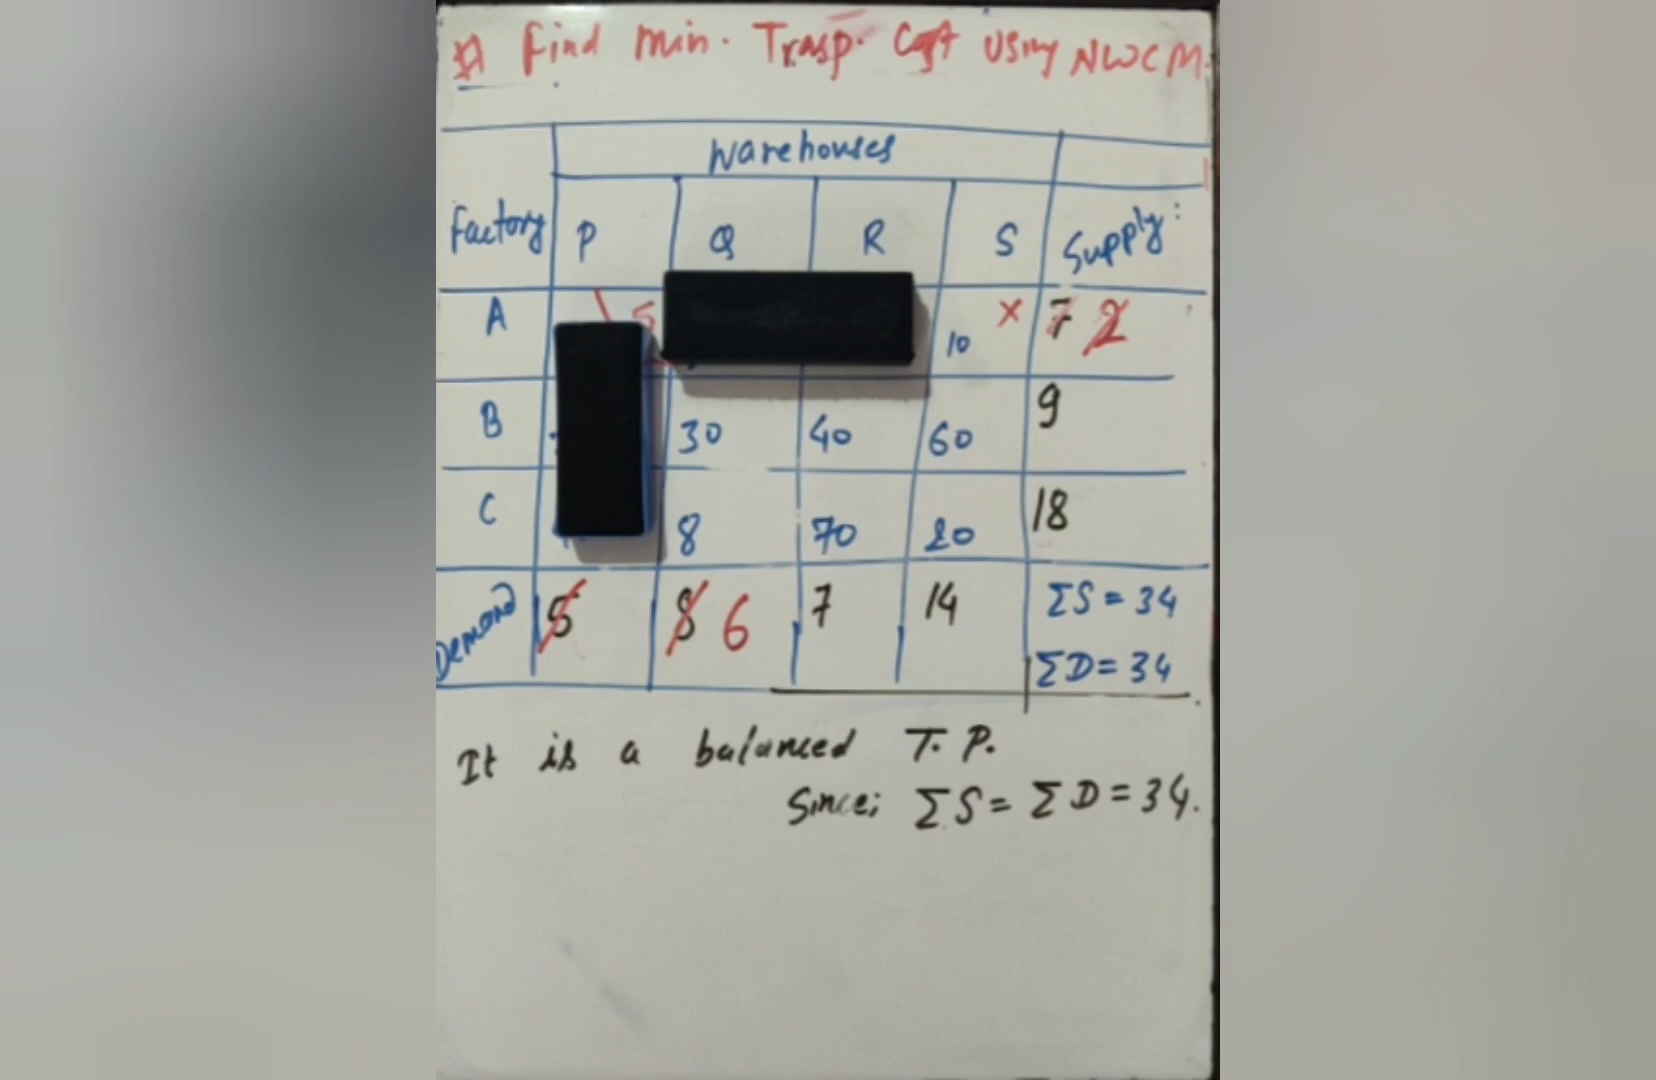 Find Min. Trasp. Cost Using NWCM.
Warehouses
Factory P Q R S Supply:
A 5 10 × 7 2
B 30 40 60 9
C 8 70 20 18
Demand 5 8 6 7 14 ΣS = 34
ΣD = 34
It is a balanced T.P.
Since; ΣS = ΣD = 34.